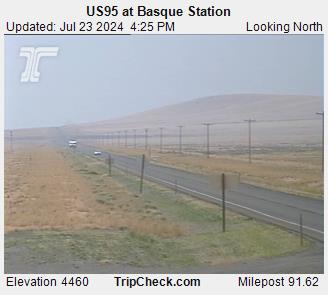 US95 at Basque Station
Updated: Jul 23 2024 4:25 PM Looking North
Elevation 4460 TripCheck.com Milepost 91.62